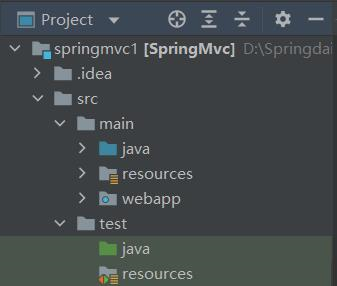 Project
springmvc1 [SpringMvc] D:\Springdai
.idea
src
main
java
resources
webapp
test
java
resources